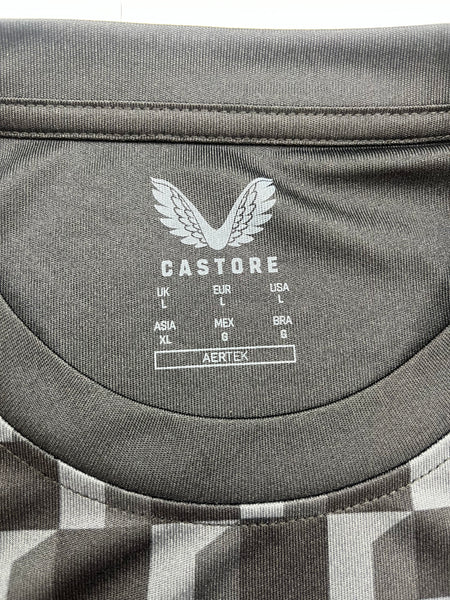 CASTORE
UK EUR USA
L L L
ASIA MEX BRA
XL G G
AERTEK